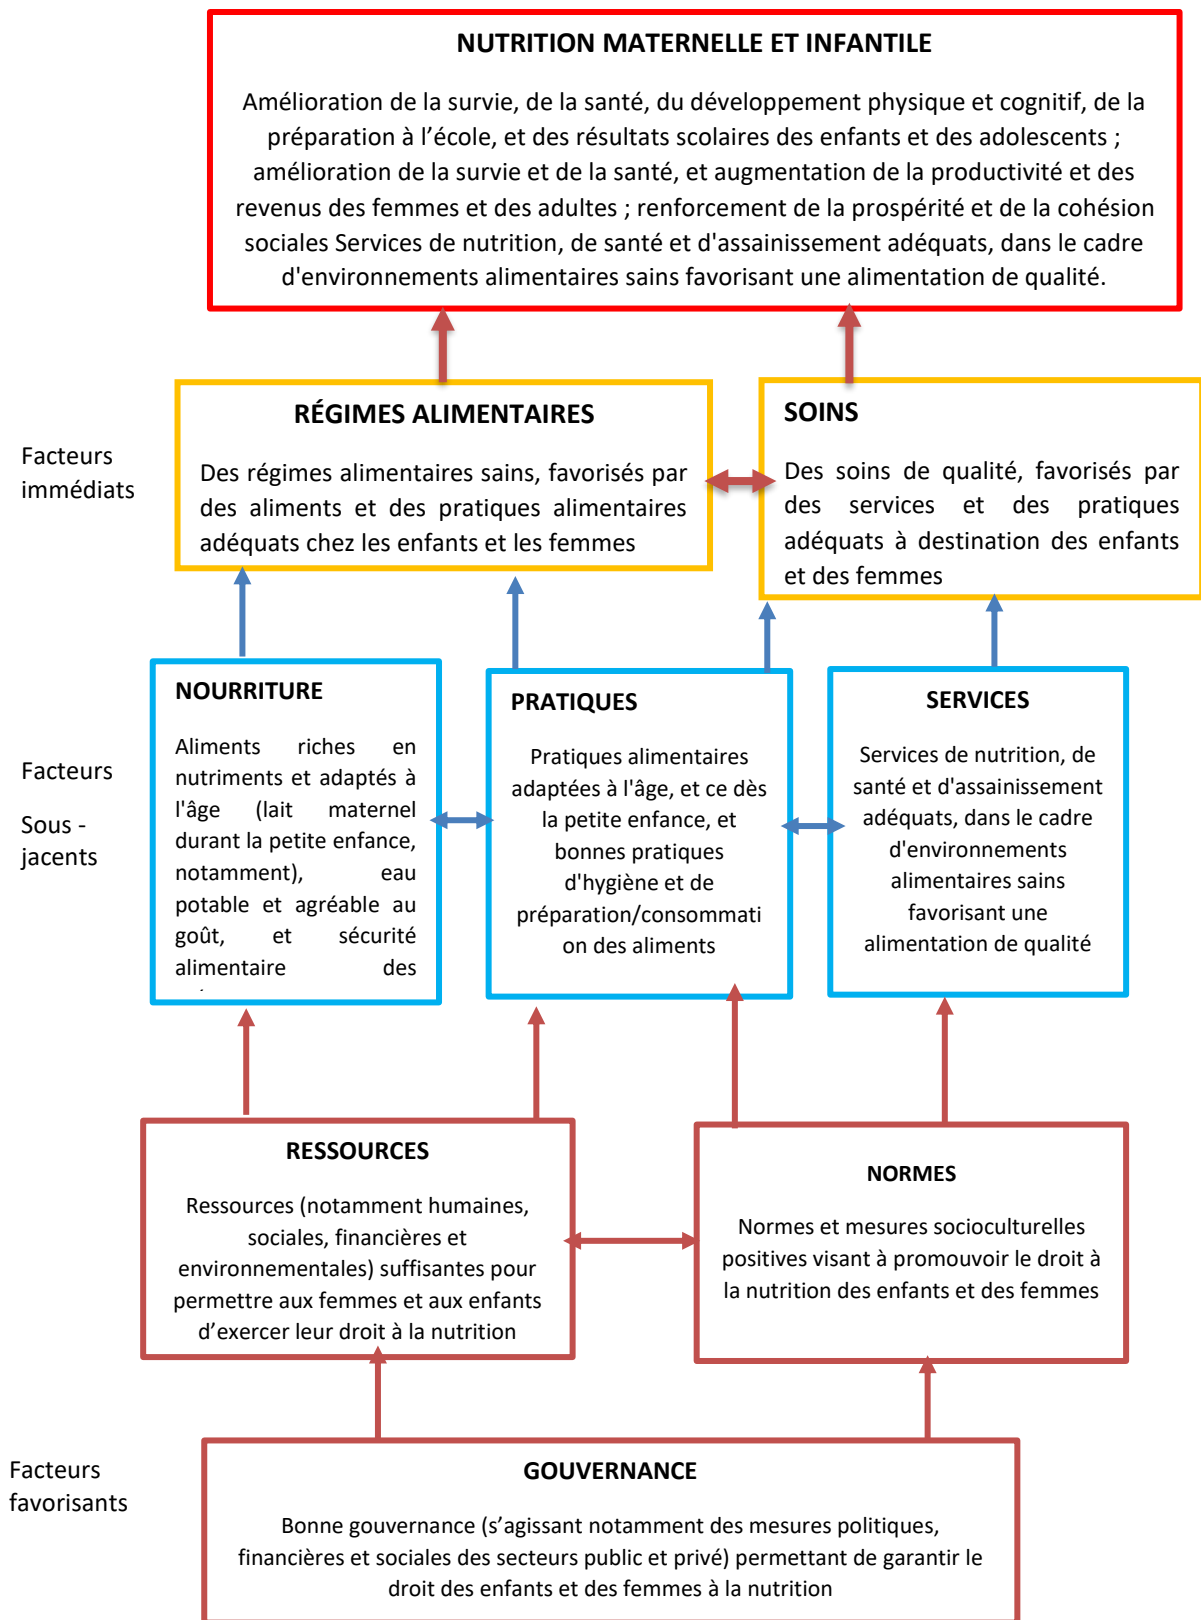 NUTRITION MATERNELLE ET INFANTILE
Amélioration de la survie, de la santé, du développement physique et cognitif, de la
préparation à l’école, et des résultats scolaires des enfants et des adolescents ;
amélioration de la survie et de la santé, et augmentation de la productivité et des
revenus des femmes et des adultes ; renforcement de la prospérité et de la cohésion
sociales Services de nutrition, de santé et d'assainissement adéquats, dans le cadre
d'environnements alimentaires sains favorisant une alimentation de qualité.
Facteurs
immédiats
RÉGIMES ALIMENTAIRES
Des régimes alimentaires sains, favorisés par
des aliments et des pratiques alimentaires
adéquats chez les enfants et les femmes
SOINS
Des soins de qualité, favorisés par
des services et des pratiques
adéquats à destination des enfants
et des femmes
Facteurs
Sous -
jacents
NOURRITURE
Aliments riches en
nutriments et adaptés à
l'âge (lait maternel
durant la petite enfance,
notamment), eau
potable et agréable au
goût, et sécurité
alimentaire des
PRATIQUES
Pratiques alimentaires
adaptées à l'âge, et ce dès
la petite enfance, et
bonnes pratiques
d'hygiène et de
préparation/consommati
on des aliments
SERVICES
Services de nutrition, de
santé et d'assainissement
adéquats, dans le cadre
d'environnements
alimentaires sains
favorisant une
alimentation de qualité
RESSOURCES
Ressources (notamment humaines,
sociales, financières et
environnementales) suffisantes pour
permettre aux femmes et aux enfants
d’exercer leur droit à la nutrition
NORMES
Normes et mesures socioculturelles
positives visant à promouvoir le droit à
la nutrition des enfants et des femmes
Facteurs
favorisants
GOUVERNANCE
Bonne gouvernance (s’agissant notamment des mesures politiques,
financières et sociales des secteurs public et privé) permettant de garantir le
droit des enfants et des femmes à la nutrition